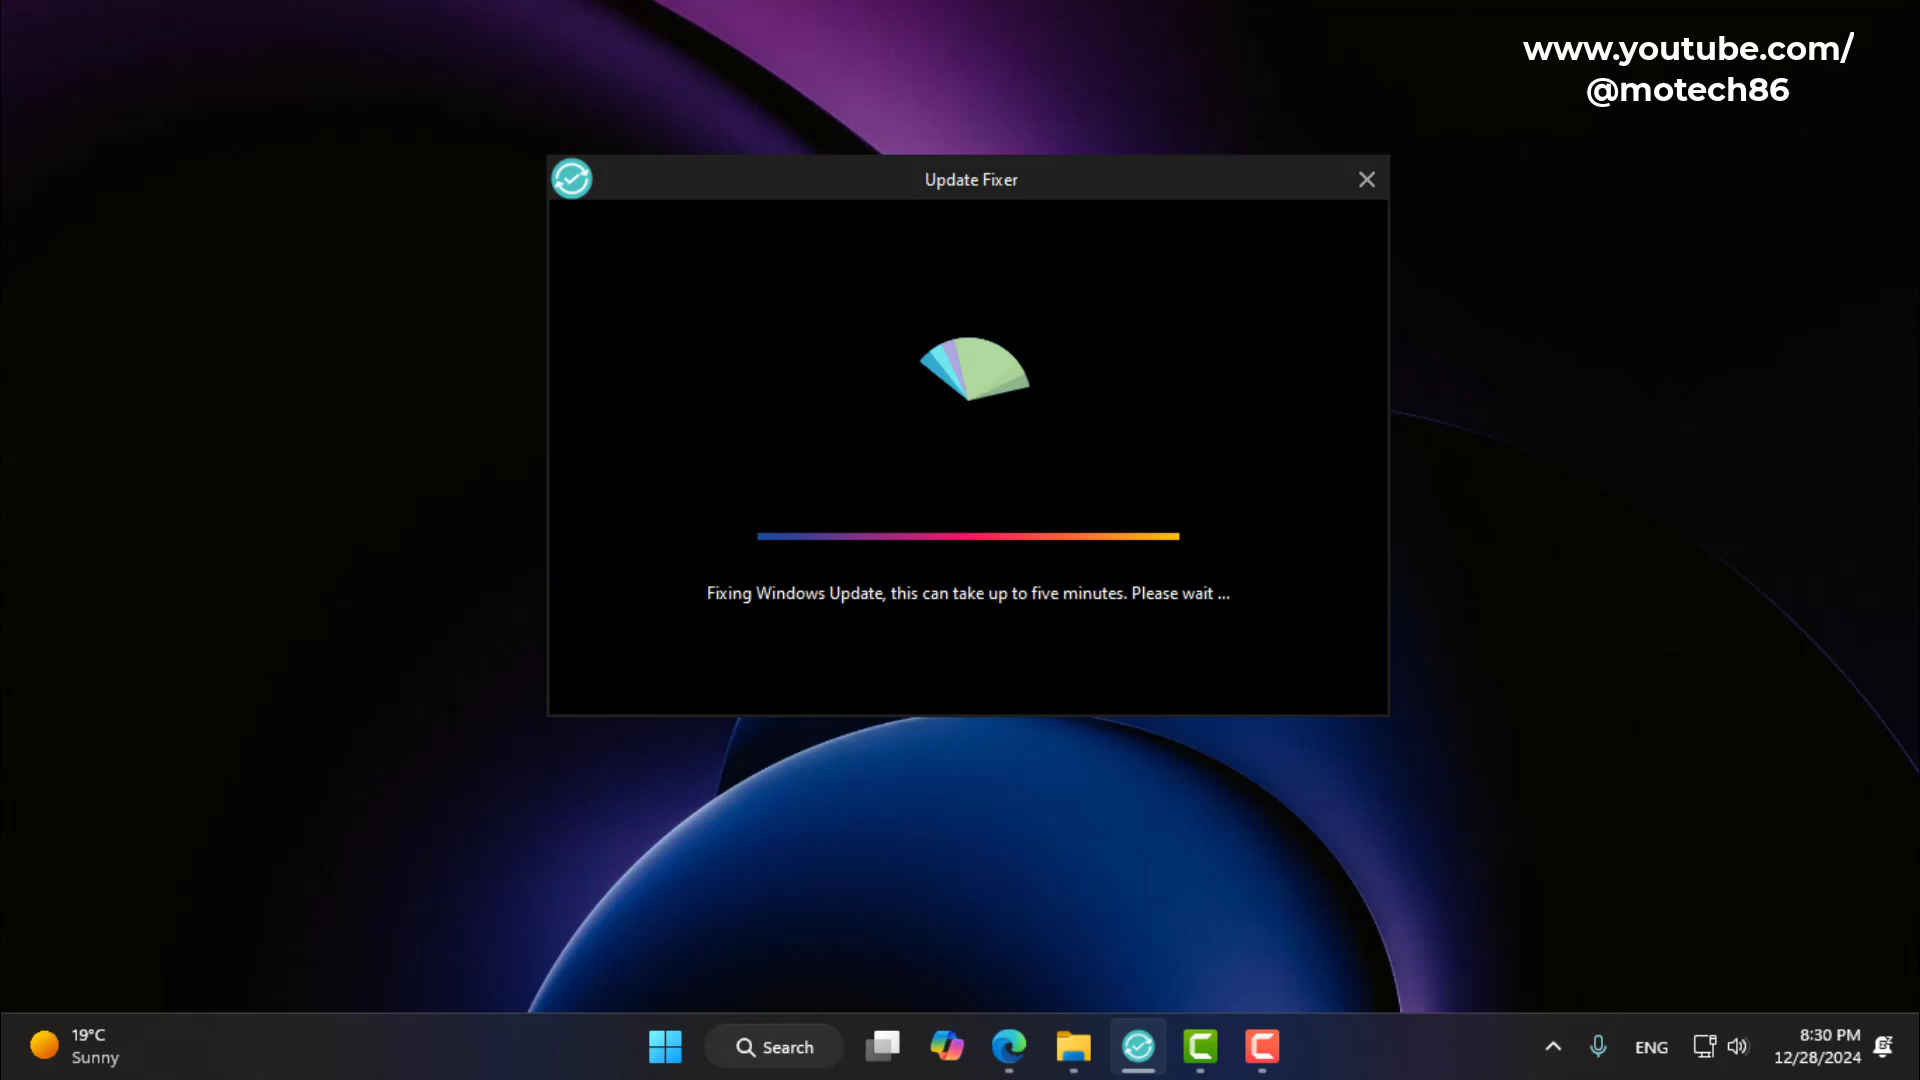 www.youtube.com/
@motech86
Update Fixer
Fixing Windows Update, this can take up to five minutes. Please wait ...
19°C
Sunny
Search
ENG
8:30 PM
12/28/2024